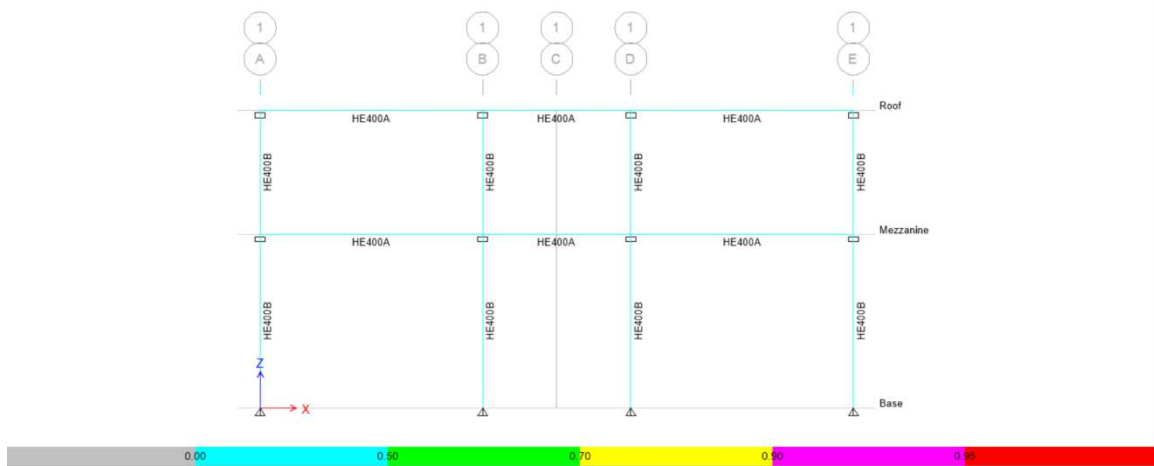 1 1 1 1 1
A B C D E
Roof
HE400A HE400A HE400A
HE400B HE400B HE400B HE400B
Mezzanine
HE400A HE400A HE400A
HE400B HE400B HE400B HE400B
Z
X
Base
0.00 0.50 0.70 0.90 0.95